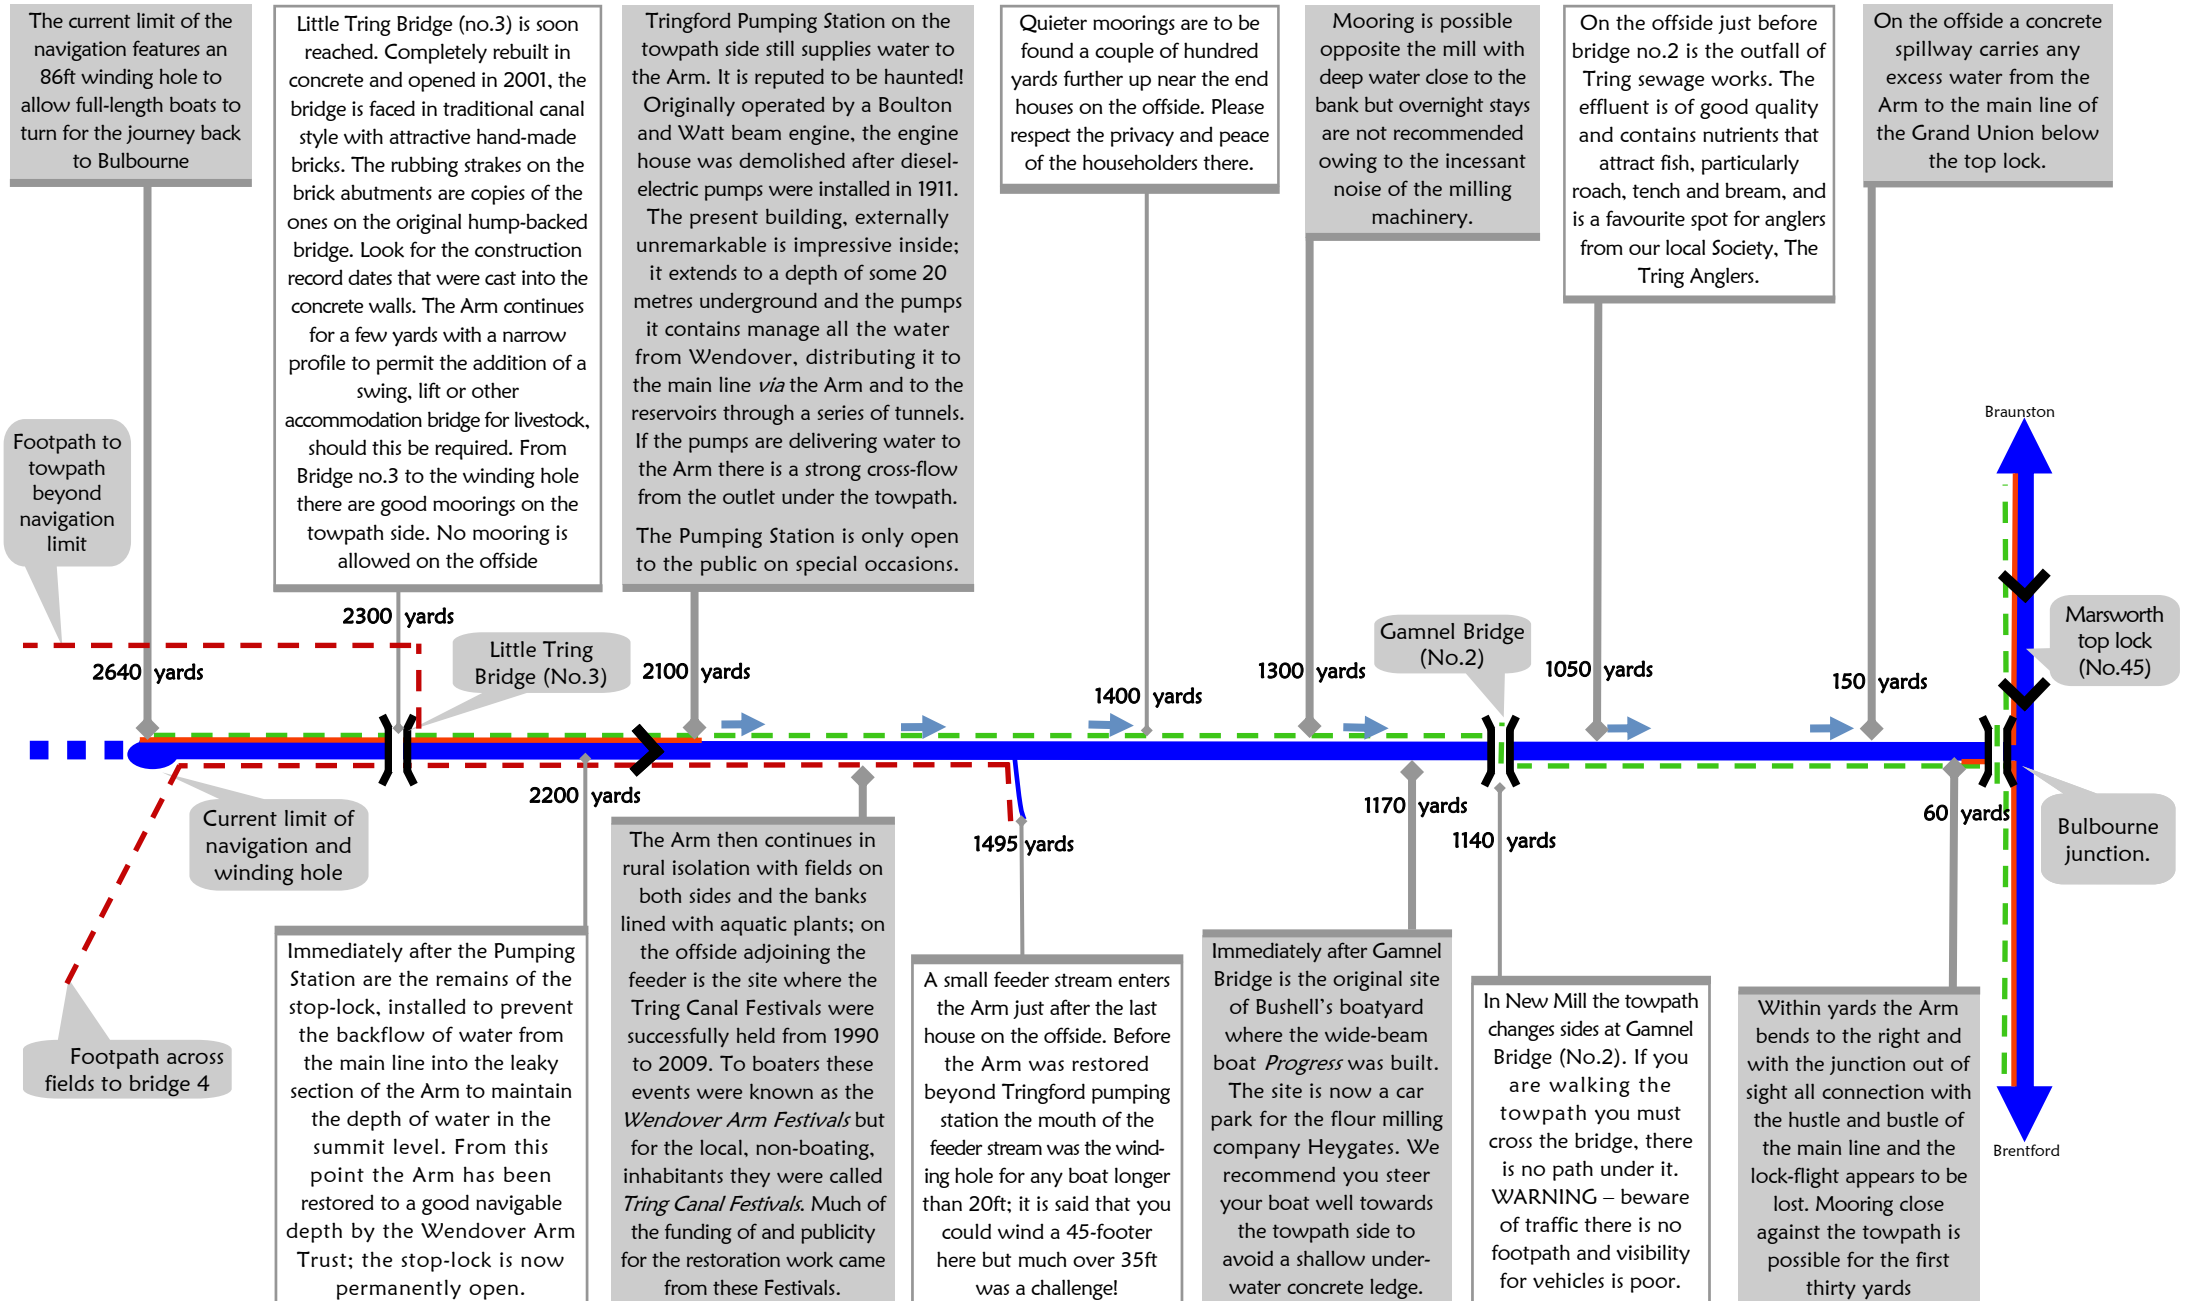 The current limit of the
navigation features an
86ft winding hole to
allow full-length boats to
turn for the journey back
to Bulbourne
Little Tring Bridge (no.3) is soon
reached. Completely rebuilt in
concrete and opened in 2001, the
bridge is faced in traditional canal
style with attractive hand-made
bricks. The rubbing strakes on the
brick abutments are copies of the
ones on the original hump-backed
bridge. Look for the construction
record dates that were cast into the
concrete walls. The Arm continues
for a few yards with a narrow
profile to permit the addition of a
swing, lift or other
accommodation bridge for livestock,
should this be required. From
Bridge no.3 to the winding hole
there are good moorings on the
towpath side. No mooring is
allowed on the offside
Tringford Pumping Station on the
towpath side still supplies water to
the Arm. It is reputed to be haunted!
Originally operated by a Boulton
and Watt beam engine, the engine
house was demolished after diesel-
electric pumps were installed in 1911.
The present building, externally
unremarkable is impressive inside;
it extends to a depth of some 20
metres underground and the pumps
it contains manage all the water
from Wendover, distributing it to
the main line via the Arm and to the
reservoirs through a series of tunnels.
If the pumps are delivering water to
the Arm there is a strong cross-flow
from the outlet under the towpath.
The Pumping Station is only open
to the public on special occasions.
Quieter moorings are to be
found a couple of hundred
yards further up near the end
houses on the offside. Please
respect the privacy and peace
of the householders there.
Mooring is possible
opposite the mill with
deep water close to the
bank but overnight stays
are not recommended
owing to the incessant
noise of the milling
machinery.
On the offside just before
bridge no.2 is the outfall of
Tring sewage works. The
effluent is of good quality
and contains nutrients that
attract fish, particularly
roach, tench and bream, and
is a favourite spot for anglers
from our local Society, The
Tring Anglers.
On the offside a concrete
spillway carries any
excess water from the
Arm to the main line of
the Grand Union below
the top lock.
Braunston
Footpath to
towpath
beyond
navigation
limit
2300 yards
Little Tring
Bridge (No.3)
Gamnel Bridge
(No.2)
Marsworth
top lock
(No.45)
2640 yards
2100 yards
1400 yards
1300 yards
1050 yards
150 yards
2200 yards
1495 yards
1170 yards
1140 yards
60 yards
Current limit of
navigation and
winding hole
Bulbourne
junction.
Footpath across
fields to bridge 4
Brentford
Immediately after the Pumping
Station are the remains of the
stop-lock, installed to prevent
the backflow of water from
the main line into the leaky
section of the Arm to maintain
the depth of water in the
summit level. From this
point the Arm has been
restored to a good navigable
depth by the Wendover Arm
Trust; the stop-lock is now
permanently open.
The Arm then continues in
rural isolation with fields on
both sides and the banks
lined with aquatic plants; on
the offside adjoining the
feeder is the site where the
Tring Canal Festivals were
successfully held from 1990
to 2009. To boaters these
events were known as the
Wendover Arm Festivals but
for the local, non-boating,
inhabitants they were called
Tring Canal Festivals. Much of
the funding of and publicity
for the restoration work came
from these Festivals.
A small feeder stream enters
the Arm just after the last
house on the offside. Before
the Arm was restored
beyond Tringford pumping
station the mouth of the
feeder stream was the wind-
ing hole for any boat longer
than 20ft; it is said that you
could wind a 45-footer
here but much over 35ft
was a challenge!
Immediately after Gamnel
Bridge is the original site
of Bushell's boatyard
where the wide-beam
boat Progress was built.
The site is now a car
park for the flour milling
company Heygates. We
recommend you steer
your boat well towards
the towpath side to
avoid a shallow under-
water concrete ledge.
In New Mill the towpath
changes sides at Gamnel
Bridge (No.2). If you
are walking the
towpath you must
cross the bridge, there
is no path under it.
WARNING – beware
of traffic there is no
footpath and visibility
for vehicles is poor.
Within yards the Arm
bends to the right and
with the junction out of
sight all connection with
the hustle and bustle of
the main line and the
lock-flight appears to be
lost. Mooring close
against the towpath is
possible for the first
thirty yards